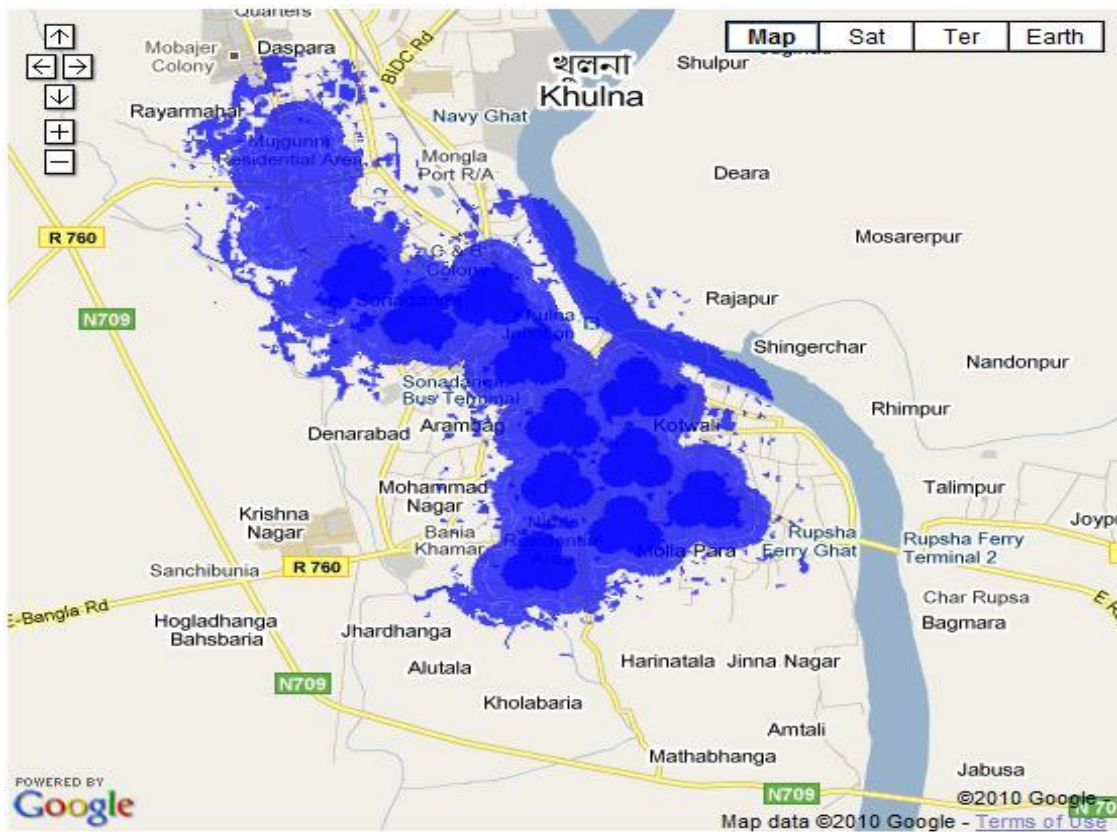 Quarters
Mobajer
Colony
Daspara
BIDC Rd
Map
Sat
Ter
Earth
খুলনা
Khulna
Shulpur
Rayarmahal
Navy Ghat
Mujgunni
Residential Area
Mongla
Port R/A
Deara
R 760
Mosarerpur
G & B
Colony
Sonadanga
N709
Rajapur
Khulna
Junction
Shingerchar
Nandonpur
Sonadanga
Bus Terminal
Rhimpur
Denarabad
Arambag
Kotwali
Mohammad
Nagar
Talimpur
Krishna
Nagar
Bania
Khamar
Residential
Molla Para
Rupsha
Ferry Ghat
Rupsha Ferry
Terminal 2
Sanchibunia
R 760
Char Rupsa
Bagmara
E-Bangla Rd
Hogladhanga
Bahsbaria
Jhardhanga
Alutala
Harinatala
Jinna Nagar
N709
Kholabaria
Amtali
Mathabhanga
Jabusa
N709
POWERED BY
Google
©2010 Google -
Map data ©2010 Google - Terms of Use